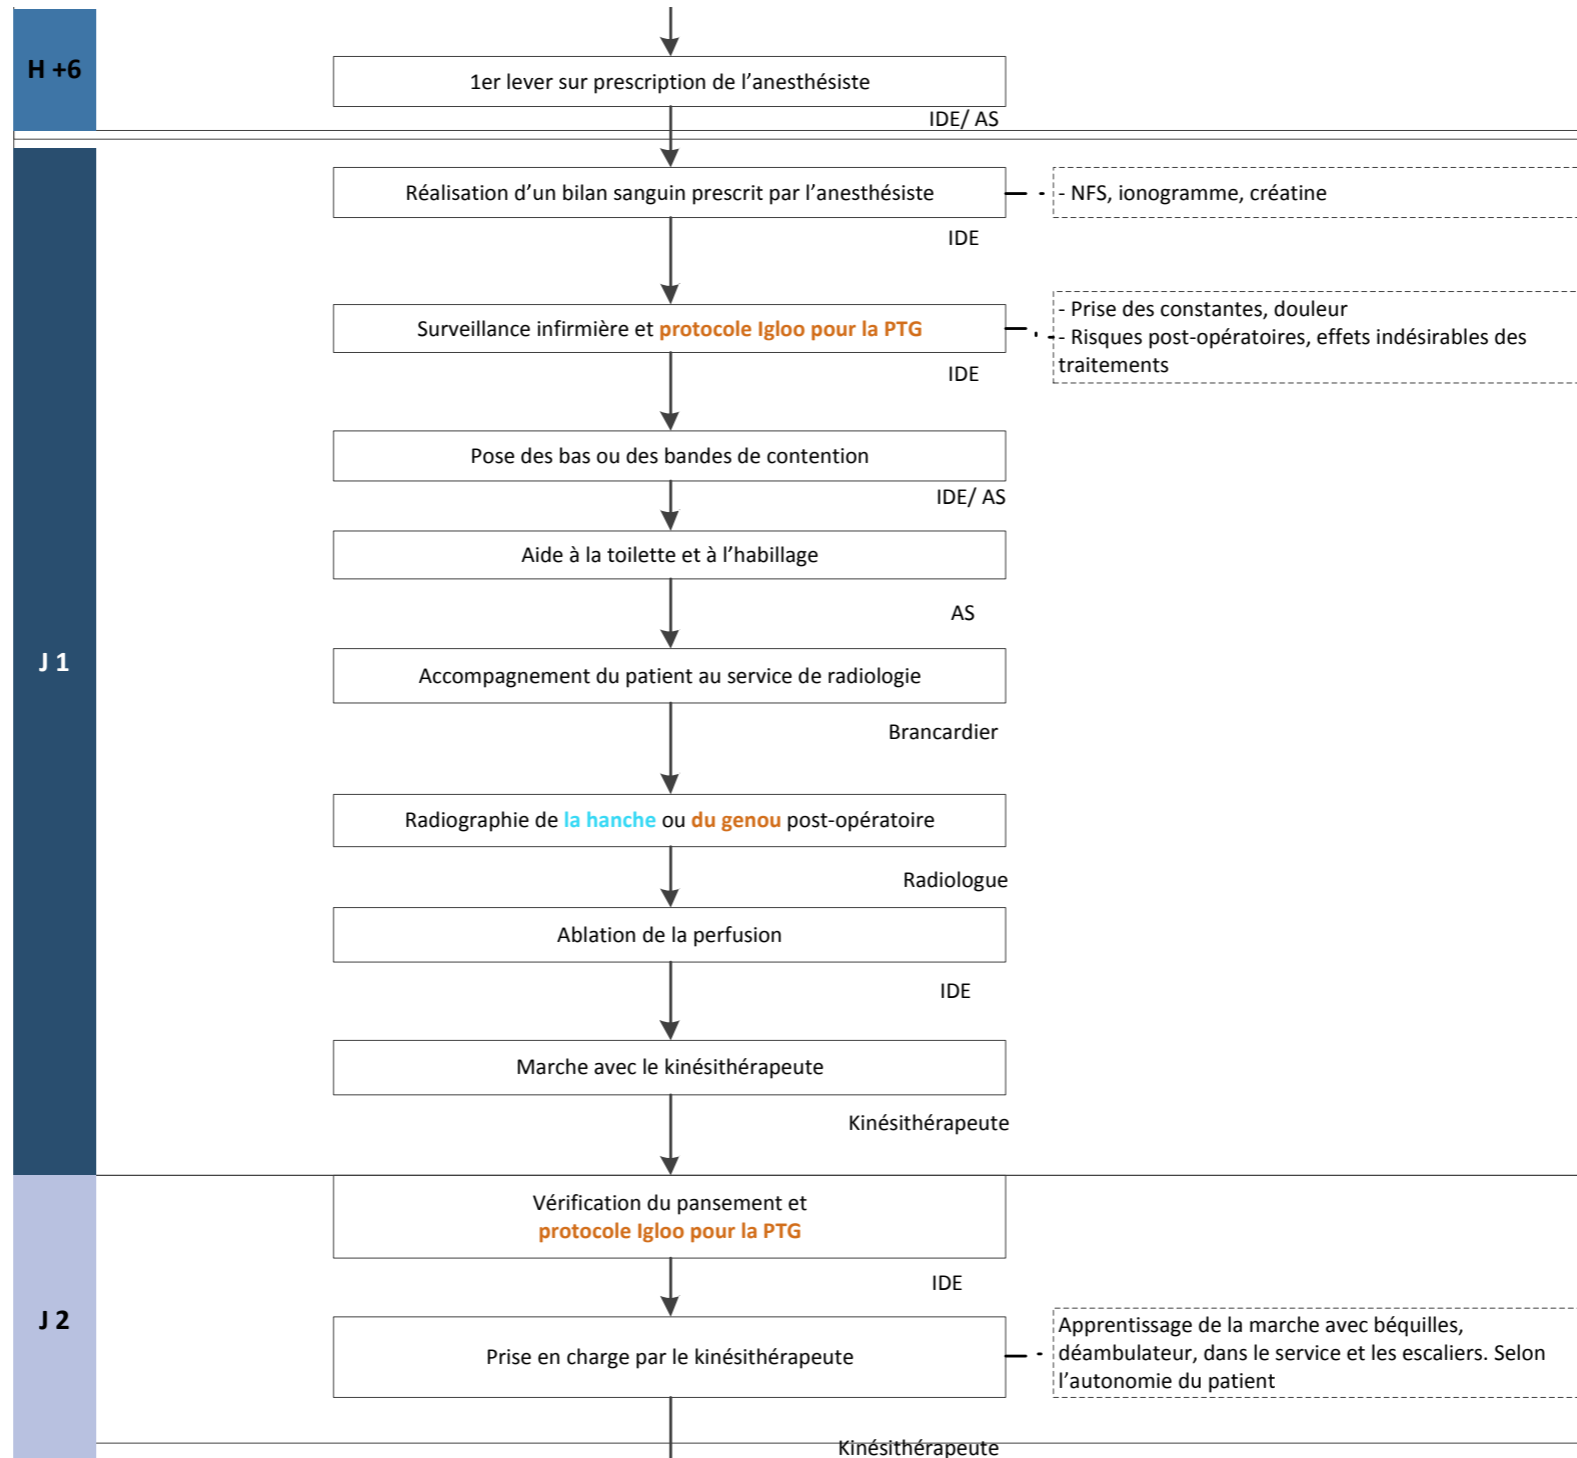 H +6
1er lever sur prescription de l’anesthésiste
IDE/ AS
J 1
Réalisation d’un bilan sanguin prescrit par l’anesthésiste
- NFS, ionogramme, créatine
IDE
Surveillance infirmière et protocole Igloo pour la PTG
- Prise des constantes, douleur
- Risques post-opératoires, effets indésirables des
traitements
IDE
Pose des bas ou des bandes de contention
IDE/ AS
Aide à la toilette et à l’habillage
AS
Accompagnement du patient au service de radiologie
Brancardier
Radiographie de la hanche ou du genou post-opératoire
Radiologue
Ablation de la perfusion
IDE
Marche avec le kinésithérapeute
Kinésithérapeute
J 2
Vérification du pansement et
protocole Igloo pour la PTG
IDE
Prise en charge par le kinésithérapeute
Apprentissage de la marche avec béquilles,
déambulateur, dans le service et les escaliers. Selon
l’autonomie du patient
Kinésithérapeute